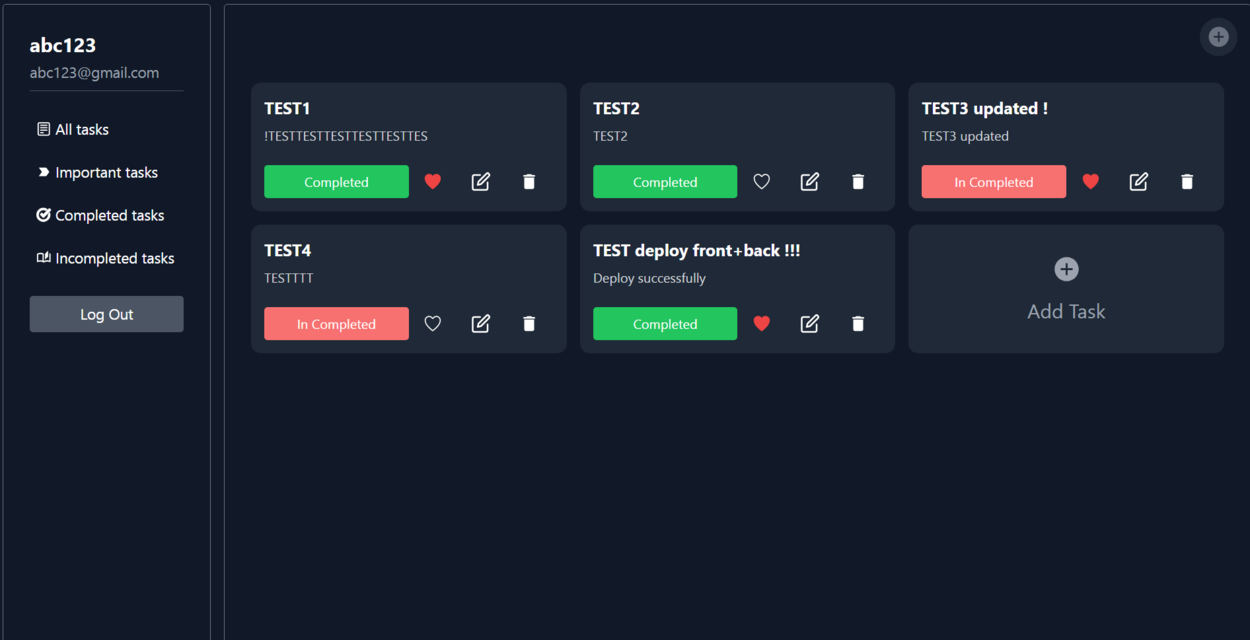 abc123
abc123@gmail.com
All tasks
Important tasks
Completed tasks
Incompleted tasks
Log Out
TEST1
!TESTTESTTESTTESTTESTTES
Completed
TEST2
TEST2
Completed
TEST3 updated !
TEST3 updated
In Completed
TEST4
TESTTTT
In Completed
TEST deploy front+back !!!
Deploy successfully
Completed
Add Task